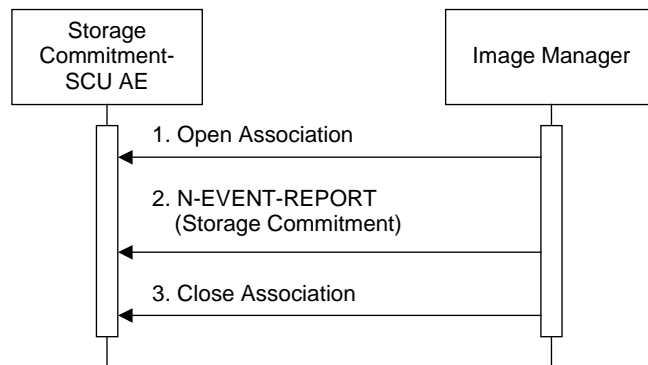 Storage
Commitment-
SCU AE
Image Manager
1. Open Association
2. N-EVENT-REPORT
(Storage Commitment)
3. Close Association